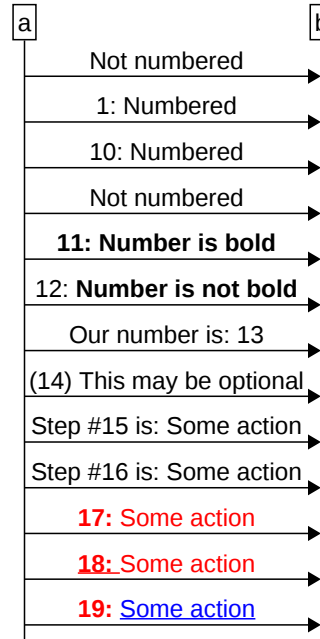 a
b
Not numbered
1: Numbered
10: Numbered
Not numbered
11: Number is bold
12: Number is not bold
Our number is: 13
(14) This may be optional
Step #15 is: Some action
Step #16 is: Some action
17: Some action
18: Some action
19: Some action